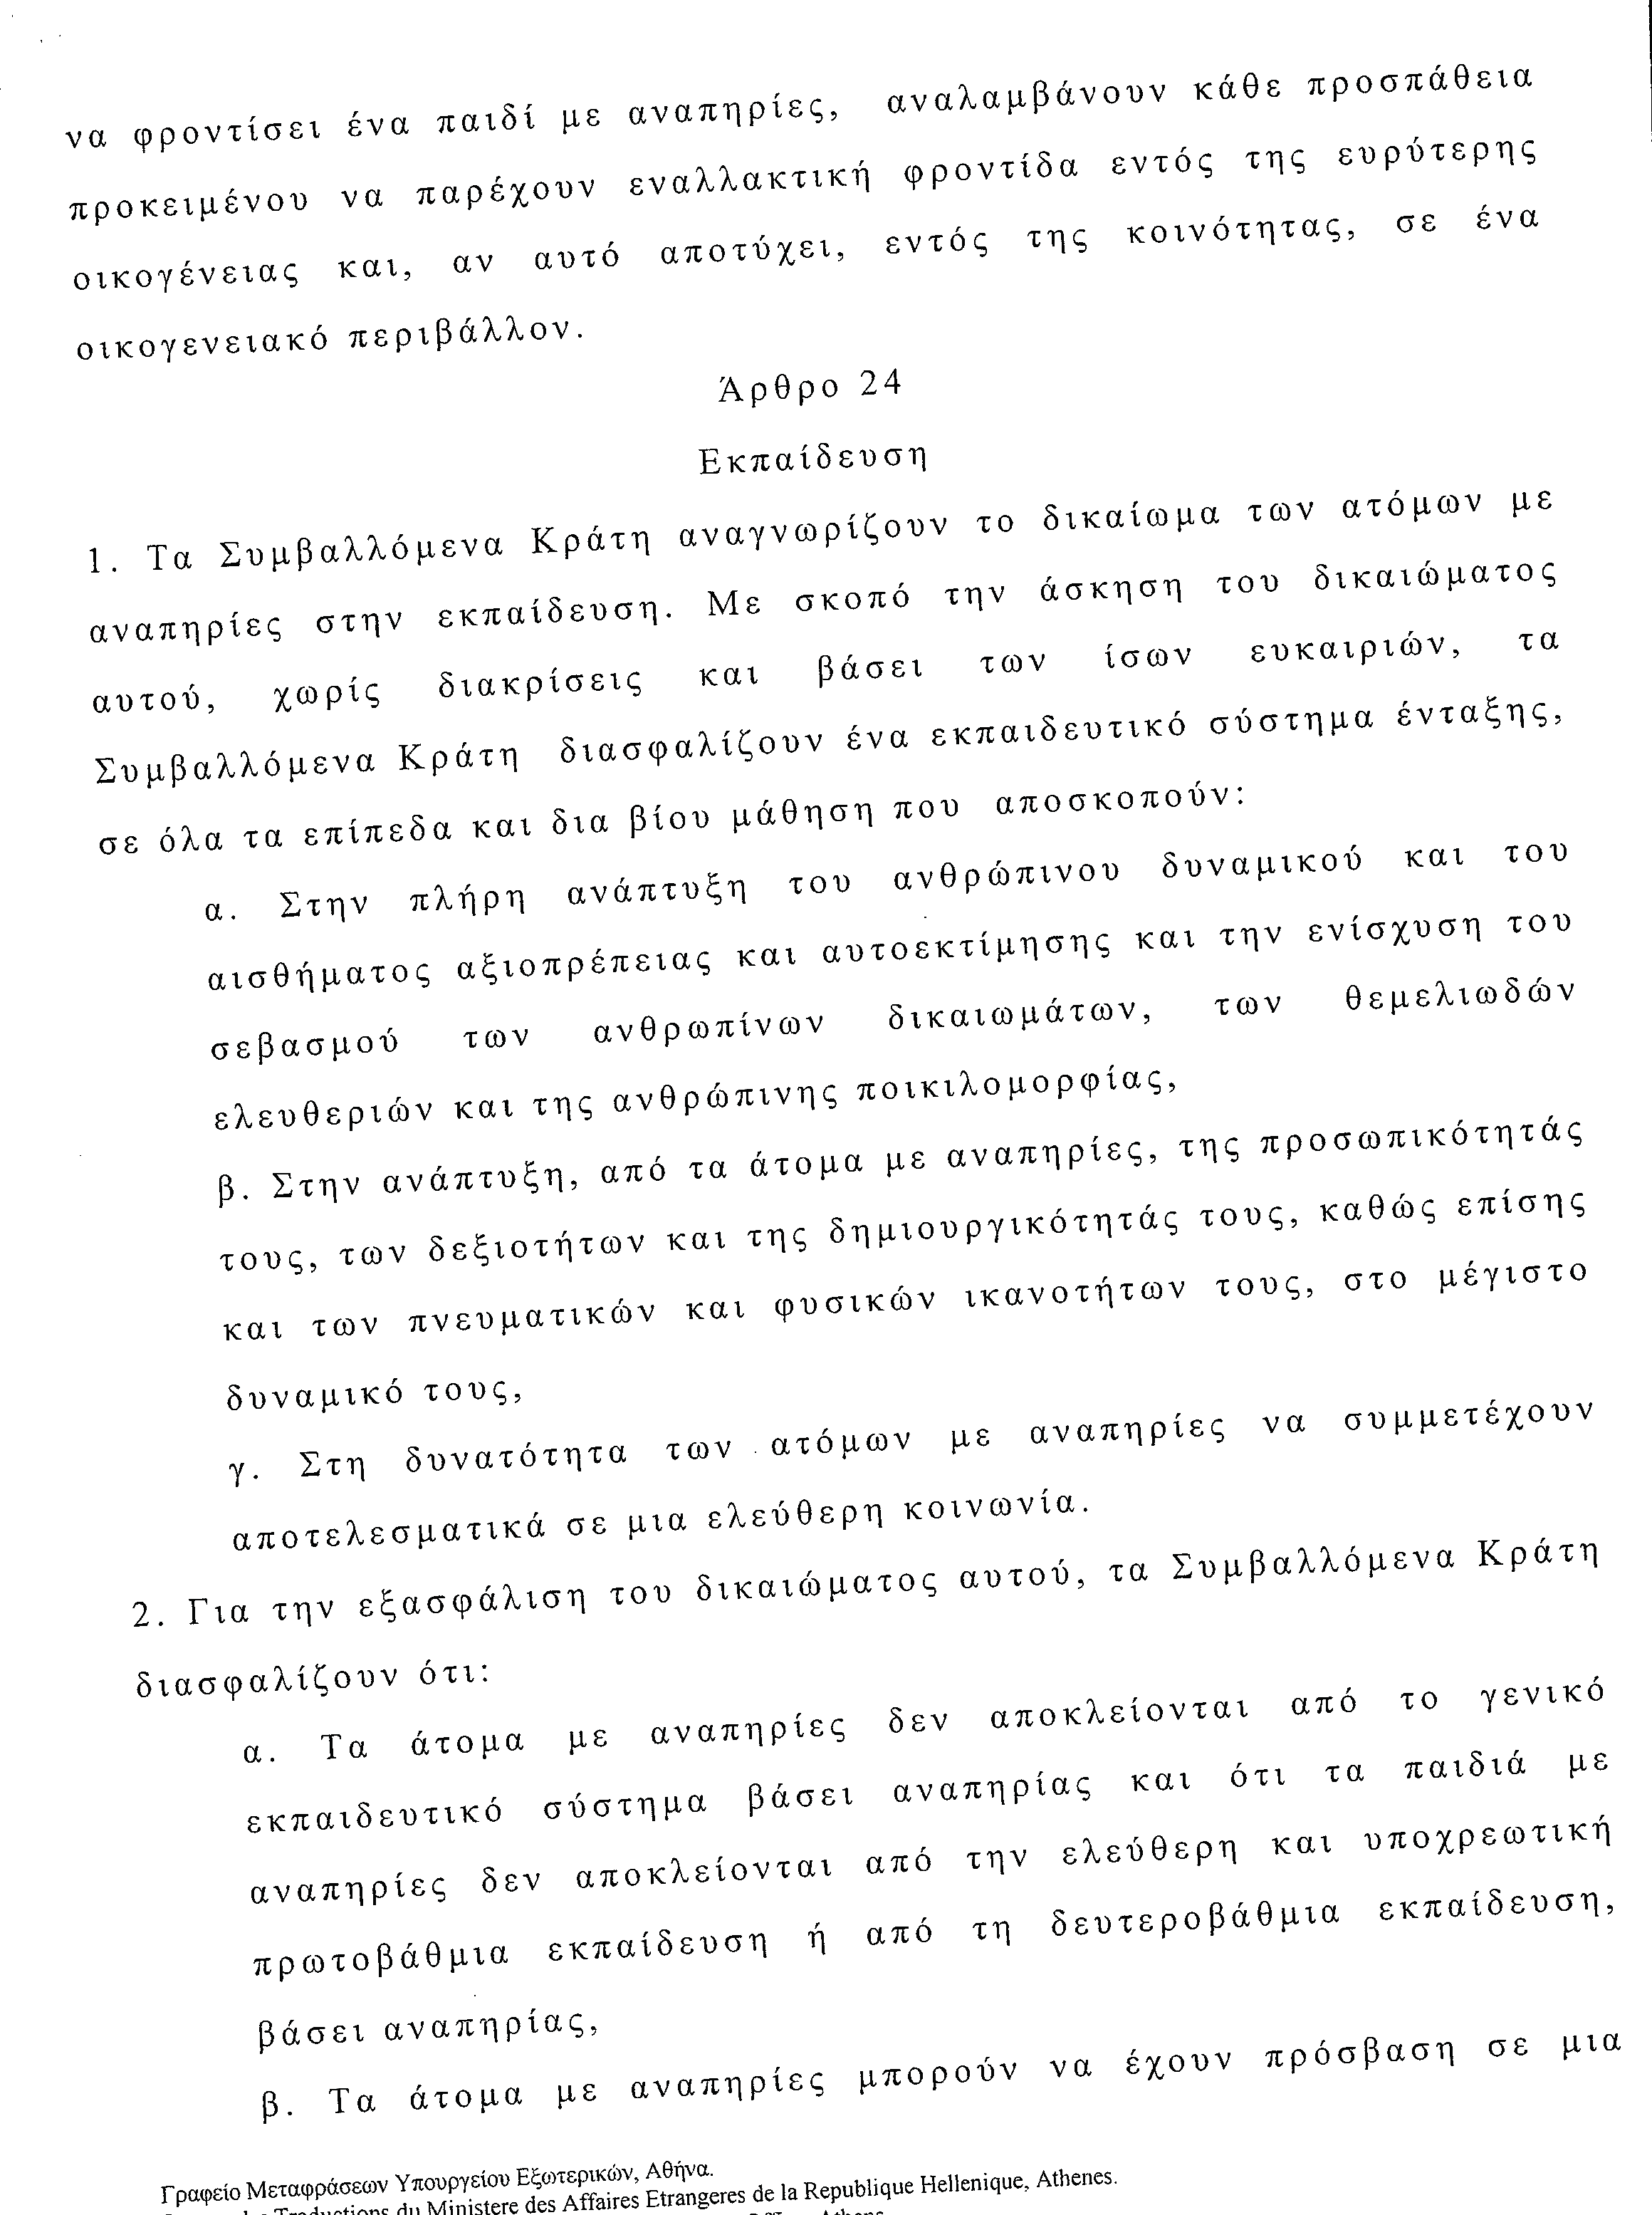 να φροντίσει ένα παιδί με αναπηρίες, αναλαμβάνουν κάθε προσπάθεια
προκειμένου να παρέχουν εναλλακτική φροντίδα εντός της ευρύτερης
οικογένειας και, αν αυτό αποτύχει, εντός της κοινότητας, σε ένα
οικογενειακό περιβάλλον.
Άρθρο 24
Εκπαίδευση
1. Τα Συμβαλλόμενα Κράτη αναγνωρίζουν το δικαίωμα των ατόμων με
αναπηρίες στην εκπαίδευση. Με σκοπό την άσκηση του δικαιώματος
αυτού, χωρίς διακρίσεις και βάσει των ίσων ευκαιριών, τα
Συμβαλλόμενα Κράτη διασφαλίζουν ένα εκπαιδευτικό σύστημα ένταξης,
σε όλα τα επίπεδα και δια βίου μάθηση που αποσκοπούν:
α. Στην πλήρη ανάπτυξη του ανθρώπινου δυναμικού και του
αισθήματος αξιοπρέπειας και αυτοεκτίμησης και την ενίσχυση του
σεβασμού των ανθρωπίνων δικαιωμάτων, των θεμελιωδών
ελευθεριών και της ανθρώπινης ποικιλομορφίας,
β. Στην ανάπτυξη, από τα άτομα με αναπηρίες, της προσωπικότητάς
τους, των δεξιοτήτων και της δημιουργικότητάς τους, καθώς επίσης
και των πνευματικών και φυσικών ικανοτήτων τους, στο μέγιστο
δυναμικό τους,
γ. Στη δυνατότητα των ατόμων με αναπηρίες να συμμετέχουν
αποτελεσματικά σε μια ελεύθερη κοινωνία.
2. Για την εξασφάλιση του δικαιώματος αυτού, τα Συμβαλλόμενα Κράτη
διασφαλίζουν ότι:
α. Τα άτομα με αναπηρίες δεν αποκλείονται από το γενικό
εκπαιδευτικό σύστημα βάσει αναπηρίας και ότι τα παιδιά με
αναπηρίες δεν αποκλείονται από την ελεύθερη και υποχρεωτική
πρωτοβάθμια εκπαίδευση ή από τη δευτεροβάθμια εκπαίδευση,
βάσει αναπηρίας,
β. Τα άτομα με αναπηρίες μπορούν να έχουν πρόσβαση σε μια
Γραφείο Μεταφράσεων Υπουργείου Εξωτερικών, Αθήνα.
du Ministere des Affaires Etrangeres de la Republique Hellenique, Athenes.